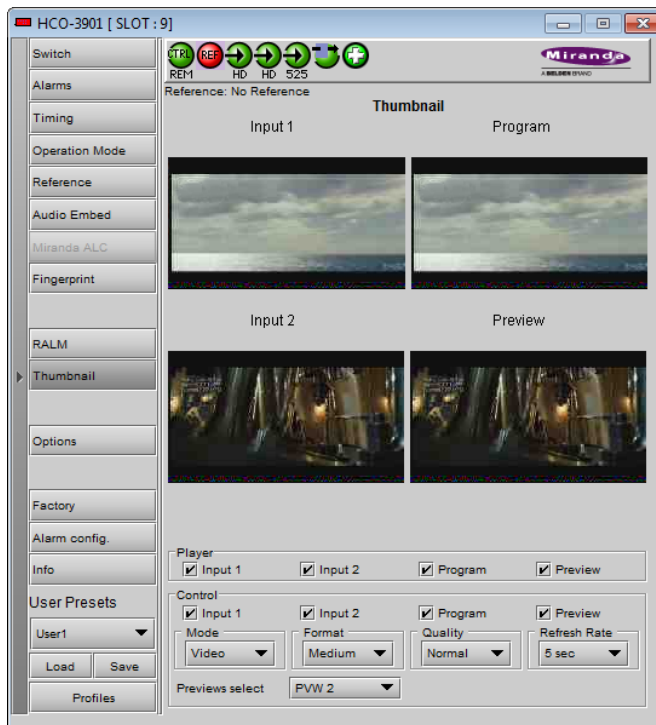 HCO-3901 [ SLOT : 9]
Switch
Alarms
Timing
Operation Mode
Reference
Audio Embed
Miranda ALC
Fingerprint
RALM
Thumbnail
Options
Factory
Alarm config.
Info
User Presets
User1
Load Save
Profiles
CTRL REF
REM HD HD 525
Miranda
A BELDEN BRAND
Reference: No Reference
Thumbnail
Input 1 Program
Input 2 Preview
Player
Input 1 Input 2 Program Preview
Control
Input 1 Input 2 Program Preview
Mode Format Quality Refresh Rate
Video Medium Normal 5 sec
Previews select PVW 2